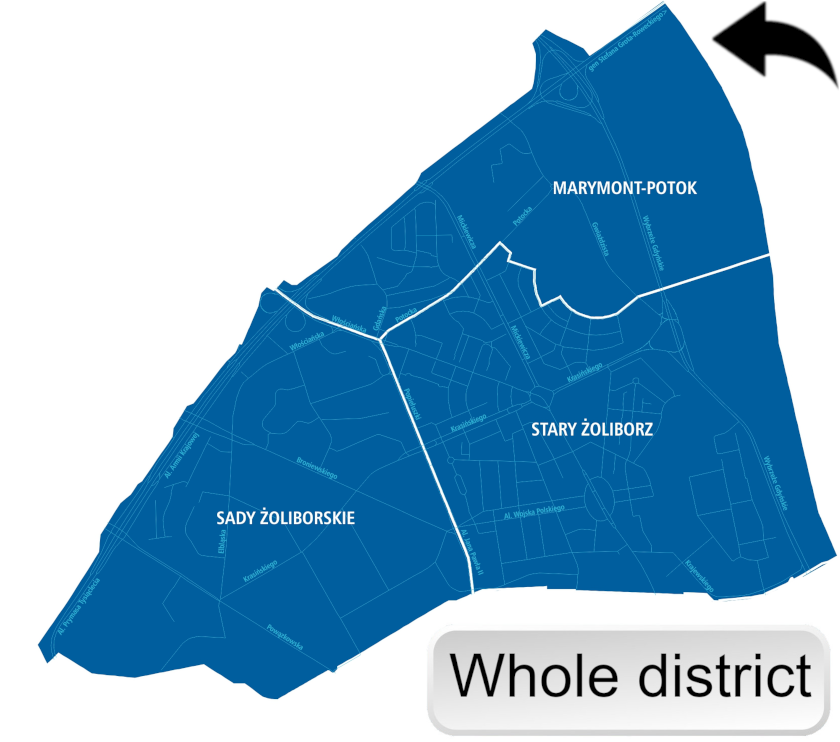 gen. Stefana Grota-Roweckiego
MARYMONT-POTOK
Mickiewicza
Potocka
Gwiaździsta
Wybrzeże Gdyńskie
Włościańska
Gdańska
Potocka
Włościańska
Mickiewicza
Krasińskiego
Popiełuszki
Krasińskiego
STARY ŻOLIBORZ
Al. Armii Krajowej
Broniewskiego
Wybrzeże Gdyńskie
SADY ŻOLIBORSKIE
Al. Wojska Polskiego
Elbląska
Al. Jana Pawła II
Krasińskiego
Krajewskiego
Al. Prymasa Tysiąclecia
Powązkowska
Whole district